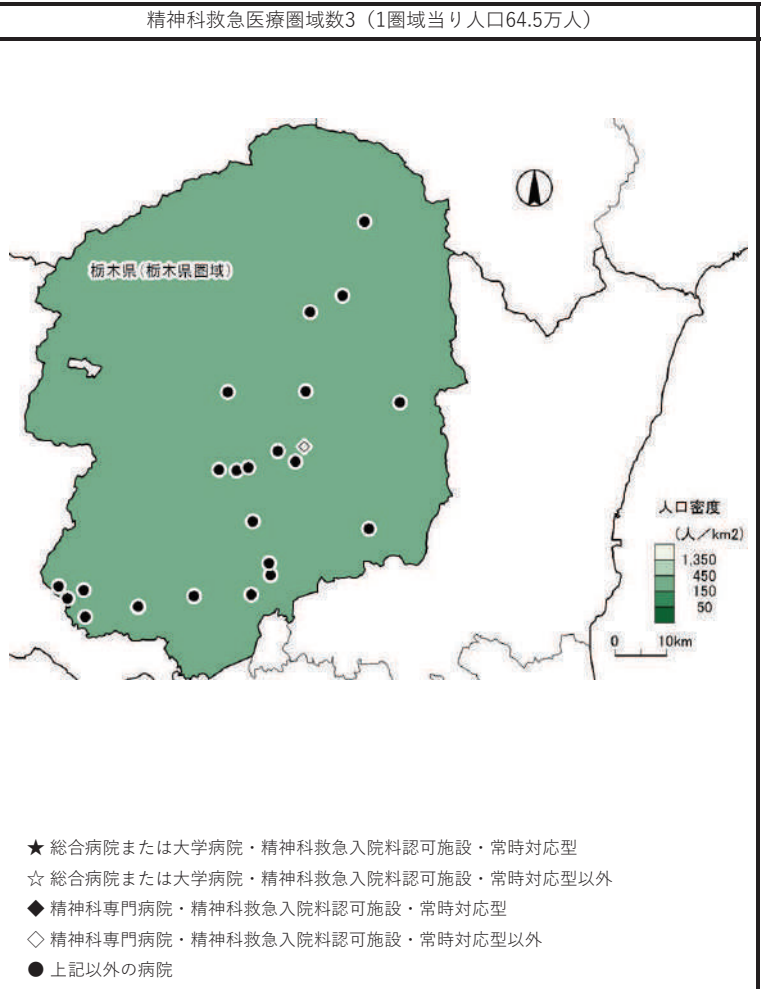 精神科救急医療圏域数3（1圏域当り人口64.5万人）
栃木県(栃木県圏域)
人口密度
(人／km2)
1,350
450
150
50
0 10km
★ 総合病院または大学病院・精神科救急入院料認可施設・常時対応型
☆ 総合病院または大学病院・精神科救急入院料認可施設・常時対応型以外
◆ 精神科専門病院・精神科救急入院料認可施設・常時対応型
◇ 精神科専門病院・精神科救急入院料認可施設・常時対応型以外
● 上記以外の病院